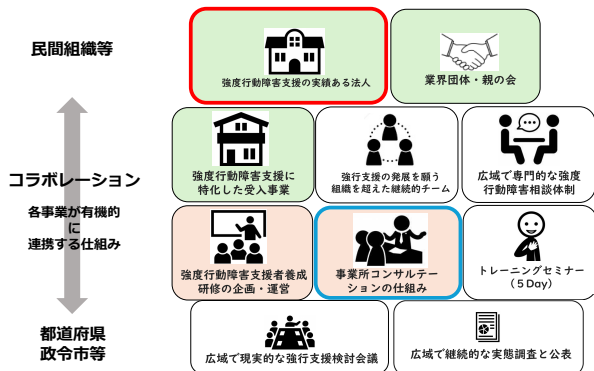 民間組織等
強度行動障害支援の実績ある法人
業界団体・親の会
コラボレーション
各事業が有機的
に
連携する仕組み
強度行動障害支援に
特化した受入事業
強行支援の発展を願う
組織を超えた継続的チーム
広域で専門的な強度
行動障害相談体制
強度行動障害支援者養成
研修の企画・運営
事業所コンサルテー
ションの仕組み
トレーニングセミナー
（５Day）
都道府県
政令市等
広域で現実的な強行支援検討会議
広域で継続的な実態調査と公表